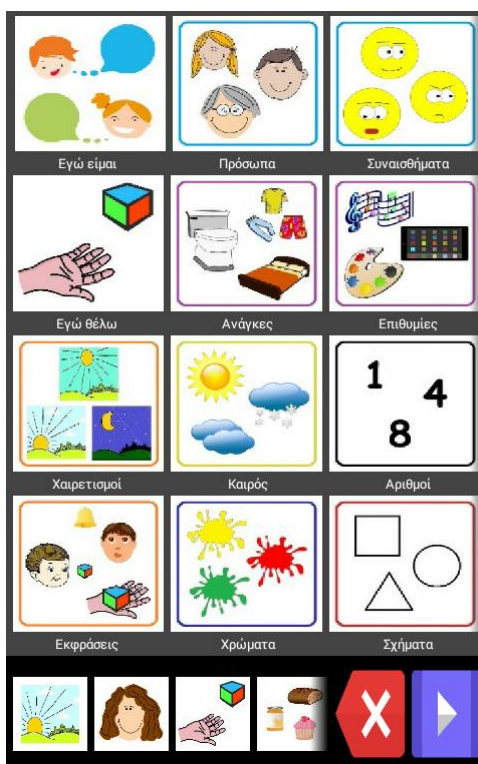 Εγώ είμαι
Πρόσωπα
Συναισθήματα
Εγώ θέλω
Ανάγκες
Επιθυμίες
1
4
8
Χαιρετισμοί
Καιρός
Αριθμοί
Εκφράσεις
Χρώματα
Σχήματα